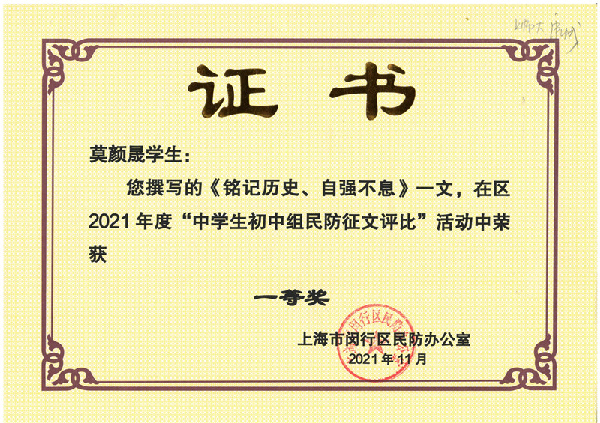 证书
莫颜晟学生：
您撰写的《铭记历史、自强不息》一文，在区
2021年度“中学生初中组民防征文评比”活动中荣
获
一等奖
上海市闵行区民防办公室
2021年11月